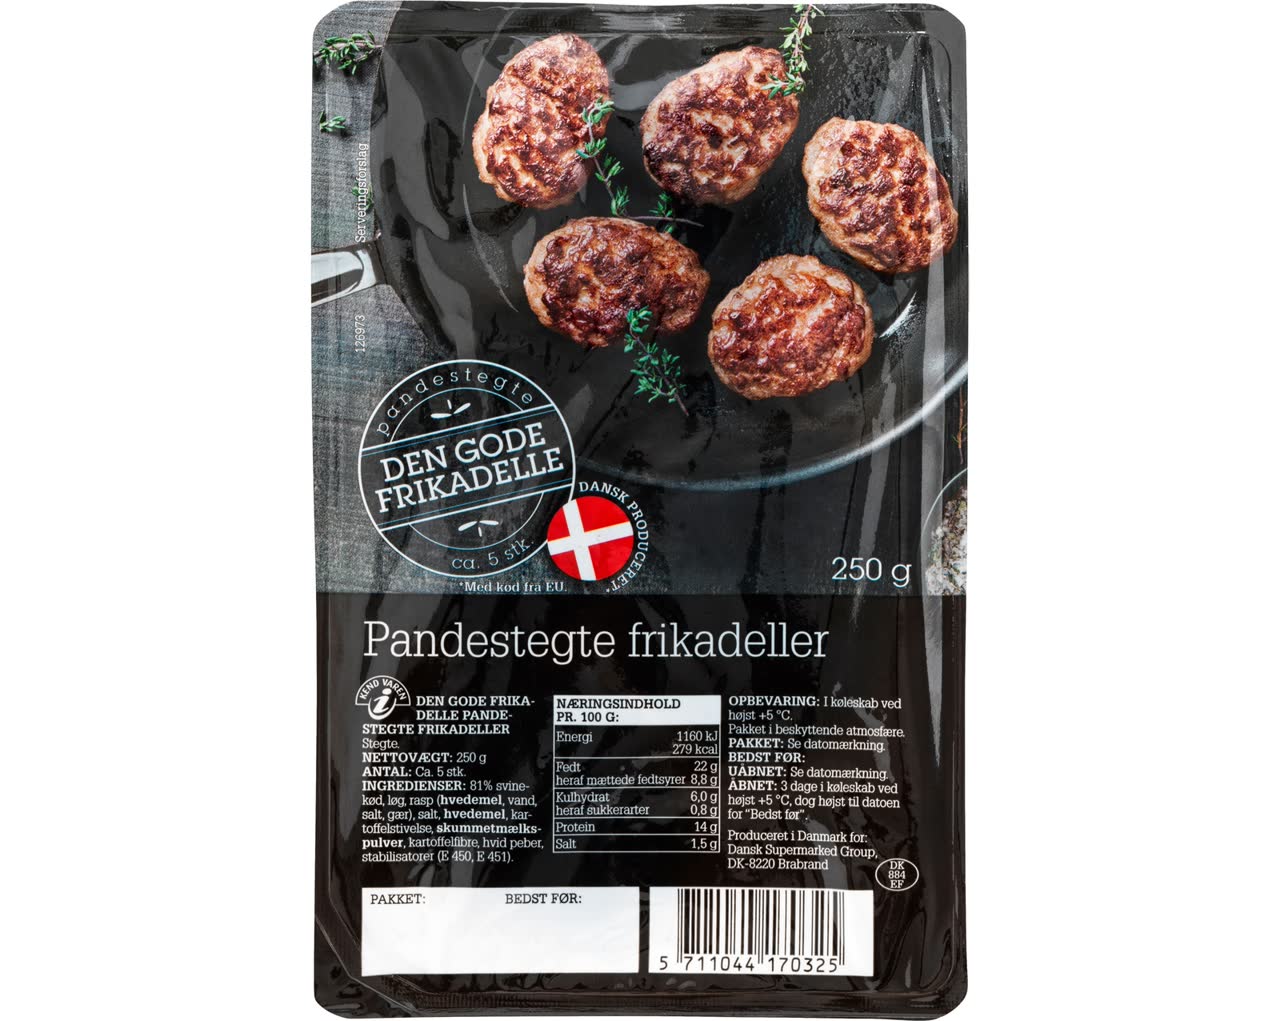 Serveringsforslag
126973
pandestegte
DEN GODE
FRIKADELLE
ca. 5 stk.
DANSK PRODUCERET*
*Med kød fra EU.
250 g
Pandestegte frikadeller
KEND VAREN
i
DEN GODE FRIKA-
DELLE PANDE-
STEGTE FRIKADELLER
Stegte.
NETTOVÆGT: 250 g
ANTAL: Ca. 5 stk.
INGREDIENSER: 81% svine-
kød, løg, rasp (hvedemel, vand,
salt, gær), salt, hvedemel, kar-
toffelstivelse, skummetmælks-
pulver, kartoffelfibre, hvid peber,
stabilisatorer (E 450, E 451).
NÆRINGSINDHOLD
PR. 100 G:
Energi 1160 kJ
279 kcal
Fedt 22 g
heraf mættede fedtsyrer 8,8 g
Kulhydrat 6,0 g
heraf sukkerarter 0,8 g
Protein 14 g
Salt 1,5 g
OPBEVARING: I køleskab ved
højst +5 °C.
Pakket i beskyttende atmosfære.
PAKKET: Se datomærkning.
BEDST FØR:
UÅBNET: Se datomærkning.
ÅBNET: 3 dage i køleskab ved
højst +5 °C, dog højst til datoen
for "Bedst før".
Produceret i Danmark for:
Dansk Supermarked Group,
DK-8220 Brabrand
DK
884
EF
PAKKET: BEDST FØR:
5 711044 170325